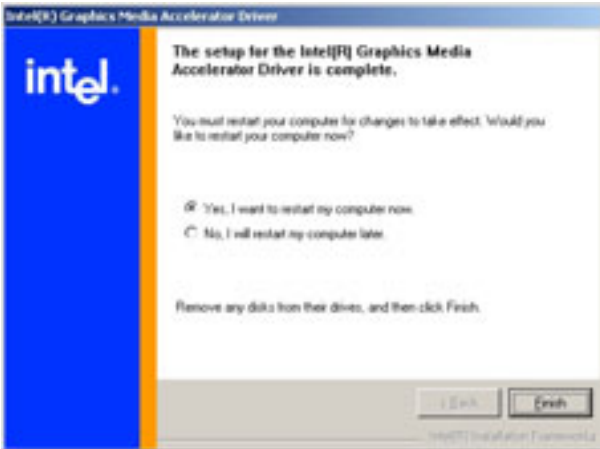 Intel(R) Graphics Media Accelerator Driver
intel.
The setup for the Intel(R) Graphics Media
Accelerator Driver is complete.
You must restart your computer for changes to take effect. Would you
like to restart your computer now?
Yes, I want to restart my computer now.
No, I will restart my computer later.
Remove any disks from their drives, and then click Finish.
< Back
Finish
Intel(R) Installation Frameworks